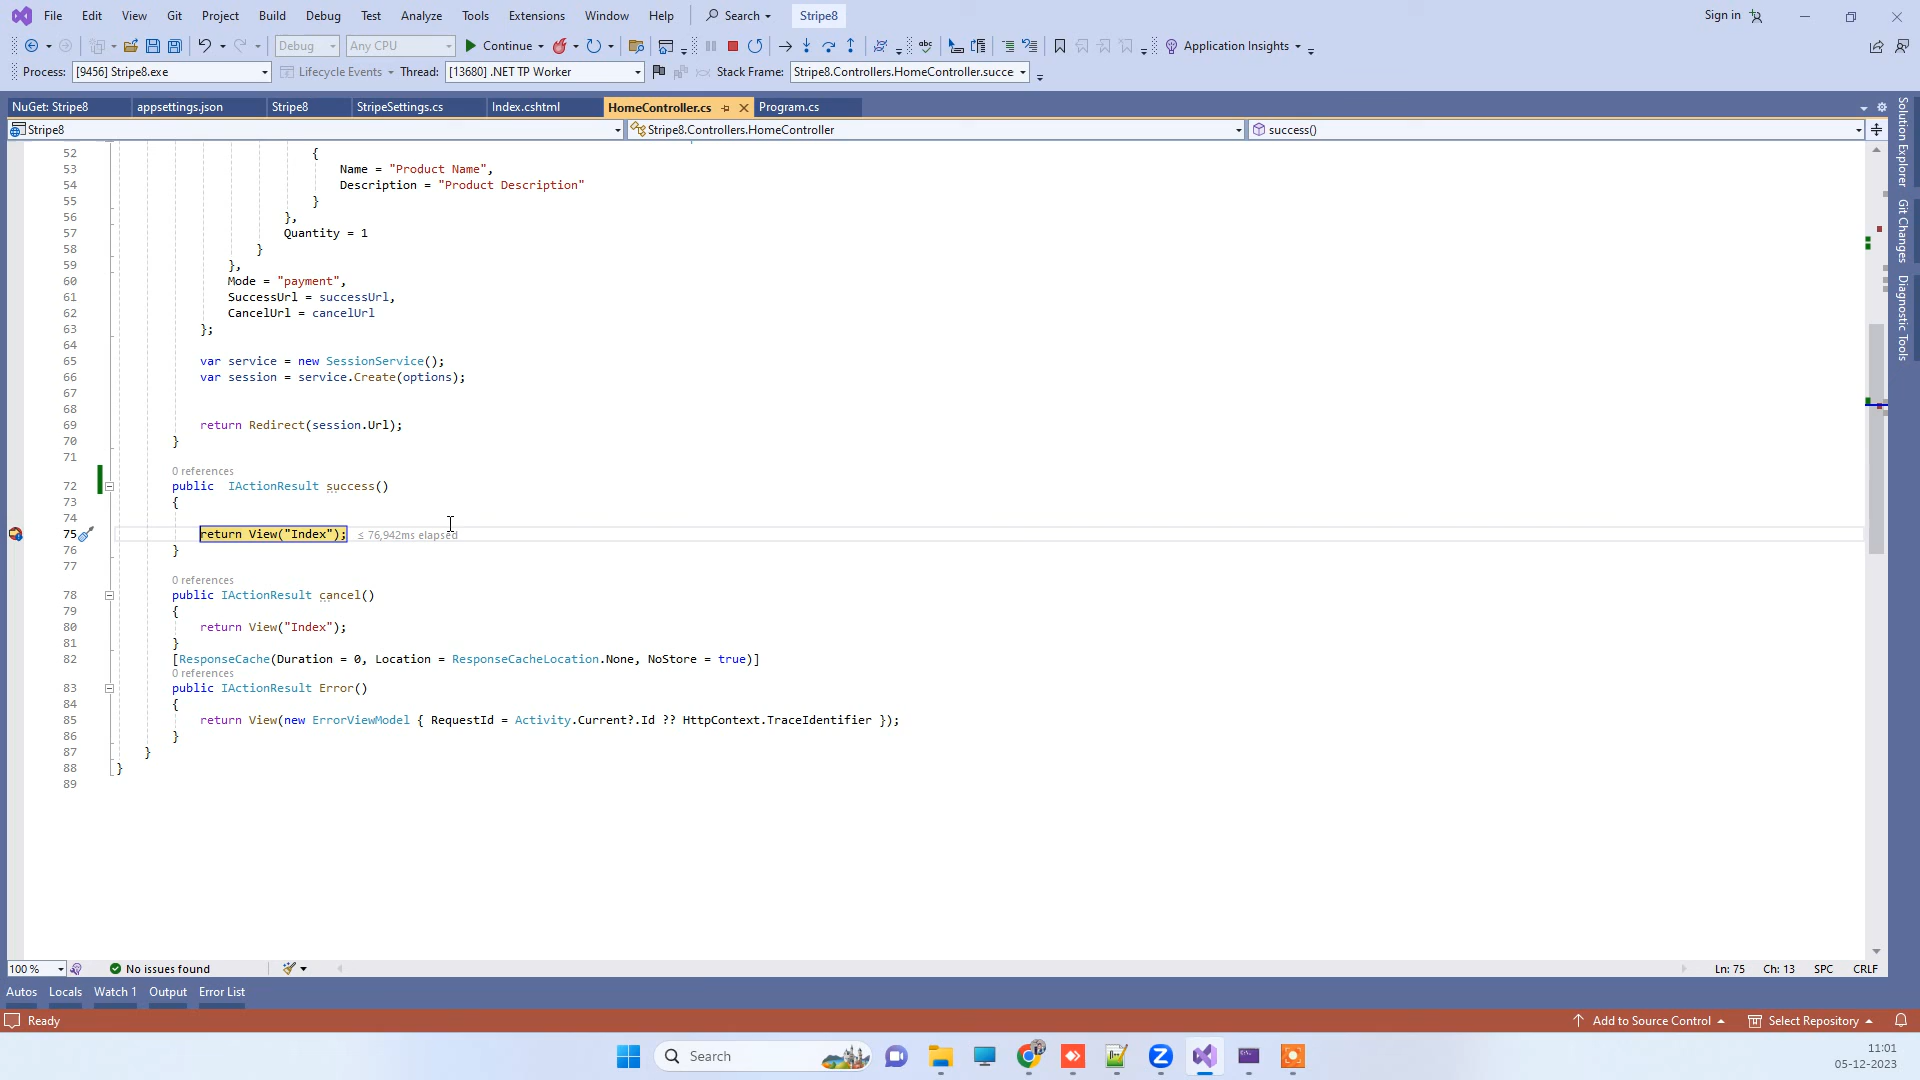 File Edit View Git Project Build Debug Test Analyze Tools Extensions Window Help Search Stripe8 Sign in
Debug Any CPU Continue Application Insights
Process: [9456] Stripe8.exe Lifecycle Events Thread: [13680] .NET TP Worker Stack Frame: Stripe8.Controllers.HomeController.succe
NuGet: Stripe8 appsettings.json Stripe8 StripeSettings.cs Index.cshtml HomeController.cs Program.cs
Stripe8 Stripe8.Controllers.HomeController success()
52 {
53 Name = "Product Name",
54 Description = "Product Description"
55 }
56 },
57 Quantity = 1
58 }
59 },
60 Mode = "payment",
61 SuccessUrl = successUrl,
62 CancelUrl = cancelUrl
63 };
64
65 var service = new SessionService();
66 var session = service.Create(options);
67
68
69 return Redirect(session.Url);
70 }
71
0 references
72 public IActionResult success()
73 {
74
75 return View("Index"); ≤ 76,942ms elapsed
76 }
77
0 references
78 public IActionResult cancel()
79 {
80 return View("Index");
81 }
82 [ResponseCache(Duration = 0, Location = ResponseCacheLocation.None, NoStore = true)]
0 references
83 public IActionResult Error()
84 {
85 return View(new ErrorViewModel { RequestId = Activity.Current?.Id ?? HttpContext.TraceIdentifier });
86 }
87 }
88 }
89
Solution Explorer
Git Changes
Diagnostic Tools
100 % No issues found Ln: 75 Ch: 13 SPC CRLF
Autos Locals Watch 1 Output Error List
Ready Add to Source Control Select Repository
Search
11:01
05-12-2023